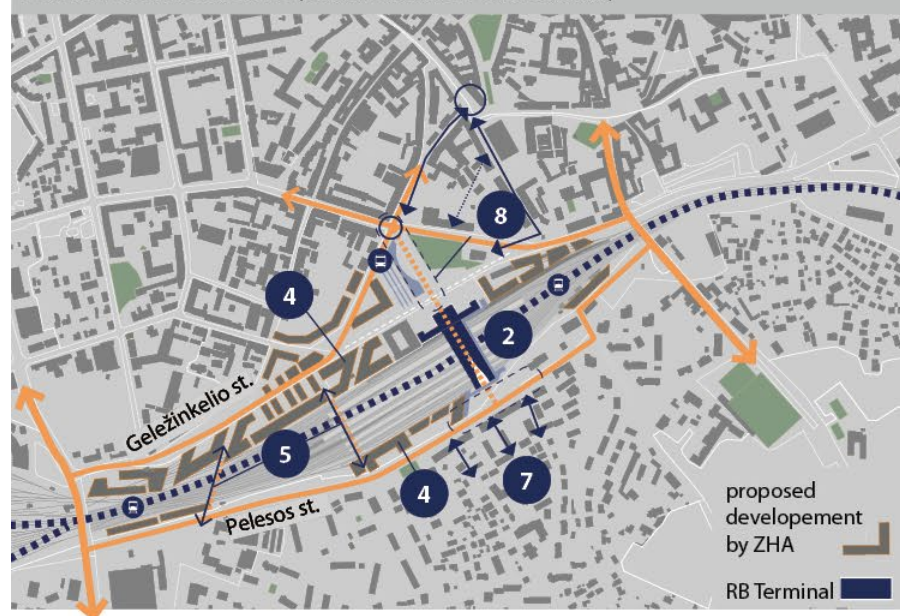 8
4
2
Geležinkelio st.
5
4
7
Pelesos st.
proposed
developement
by ZHA
RB Terminal